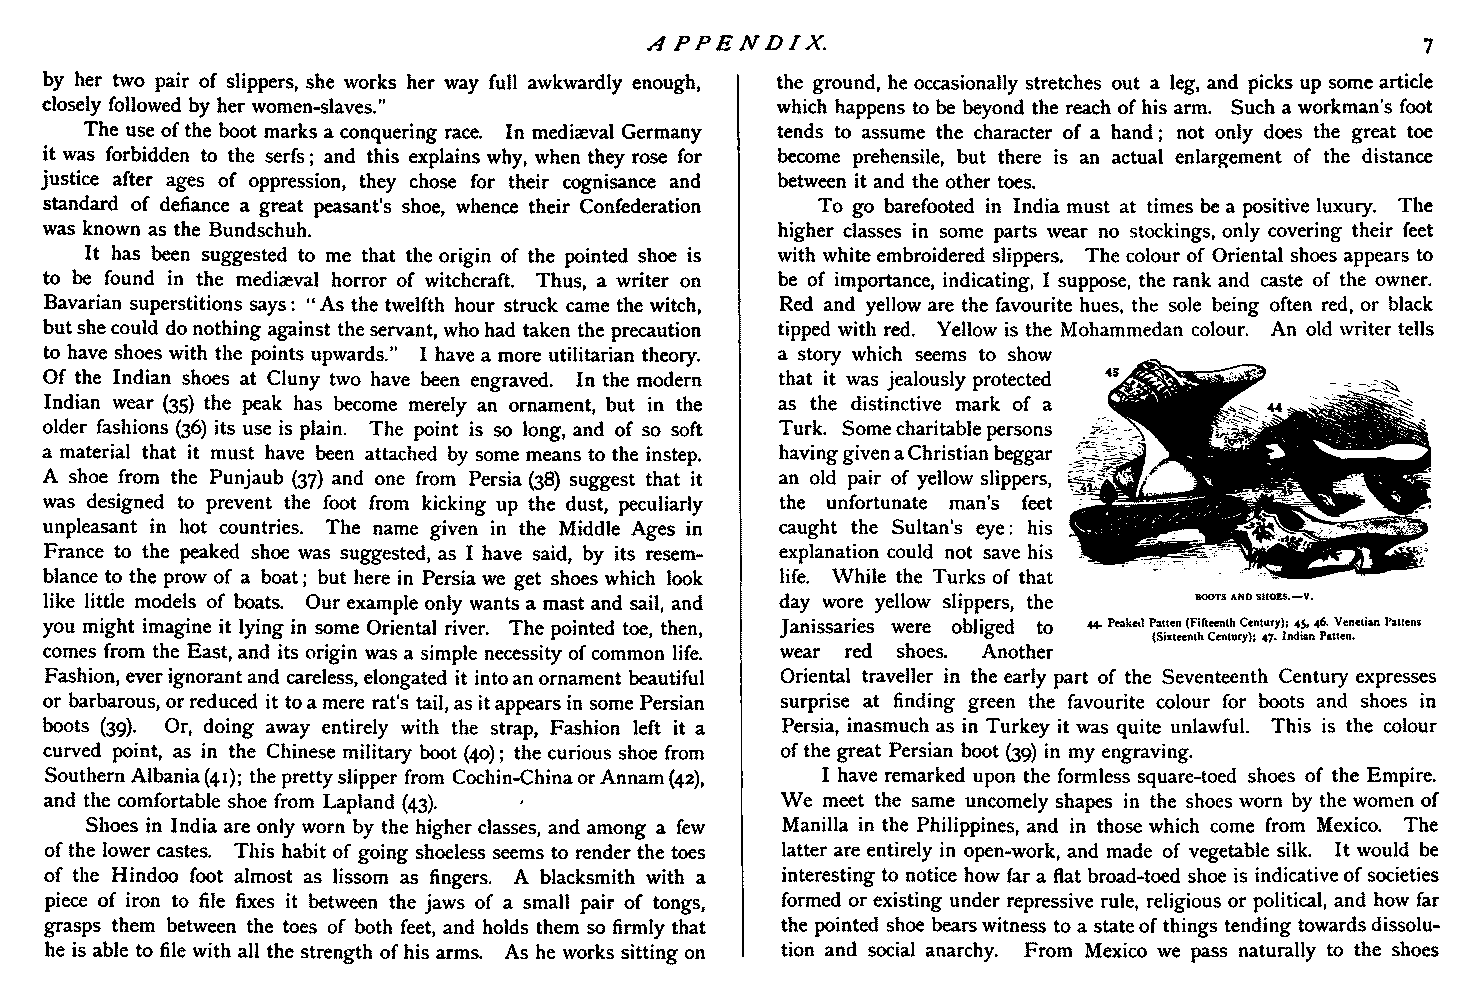 APPENDIX.
7
by her two pair of slippers, she works her way full awkwardly enough,
closely followed by her women-slaves."
The use of the boot marks a conquering race. In mediæval Germany
it was forbidden to the serfs; and this explains why, when they rose for
justice after ages of oppression, they chose for their cognisance and
standard of defiance a great peasant's shoe, whence their Confederation
was known as the Bundschuh.
It has been suggested to me that the origin of the pointed shoe is
to be found in the mediæval horror of witchcraft. Thus, a writer on
Bavarian superstitions says: "As the twelfth hour struck came the witch,
but she could do nothing against the servant, who had taken the precaution
to have shoes with the points upwards." I have a more utilitarian theory.
Of the Indian shoes at Cluny two have been engraved. In the modern
Indian wear (35) the peak has become merely an ornament, but in the
older fashions (36) its use is plain. The point is so long, and of so soft
a material that it must have been attached by some means to the instep.
A shoe from the Punjaub (37) and one from Persia (38) suggest that it
was designed to prevent the foot from kicking up the dust, peculiarly
unpleasant in hot countries. The name given in the Middle Ages in
France to the peaked shoe was suggested, as I have said, by its resem-
blance to the prow of a boat; but here in Persia we get shoes which look
like little models of boats. Our example only wants a mast and sail, and
you might imagine it lying in some Oriental river. The pointed toe, then,
comes from the East, and its origin was a simple necessity of common life.
Fashion, ever ignorant and careless, elongated it into an ornament beautiful
or barbarous, or reduced it to a mere rat's tail, as it appears in some Persian
boots (39). Or, doing away entirely with the strap, Fashion left it a
curved point, as in the Chinese military boot (40); the curious shoe from
Southern Albania (41); the pretty slipper from Cochin-China or Annam (42),
and the comfortable shoe from Lapland (43).
Shoes in India are only worn by the higher classes, and among a few
of the lower castes. This habit of going shoeless seems to render the toes
of the Hindoo foot almost as lissom as fingers. A blacksmith with a
piece of iron to file fixes it between the jaws of a small pair of tongs,
grasps them between the toes of both feet, and holds them so firmly that
he is able to file with all the strength of his arms. As he works sitting on
the ground, he occasionally stretches out a leg, and picks up some article
which happens to be beyond the reach of his arm. Such a workman's foot
tends to assume the character of a hand; not only does the great toe
become prehensile, but there is an actual enlargement of the distance
between it and the other toes.
To go barefooted in India must at times be a positive luxury. The
higher classes in some parts wear no stockings, only covering their feet
with white embroidered slippers. The colour of Oriental shoes appears to
be of importance, indicating, I suppose, the rank and caste of the owner.
Red and yellow are the favourite hues, the sole being often red, or black
tipped with red. Yellow is the Mohammedan colour. An old writer tells
a story which seems to show
that it was jealously protected
as the distinctive mark of a
Turk. Some charitable persons
having given a Christian beggar
an old pair of yellow slippers,
the unfortunate man's feet
caught the Sultan's eye: his
explanation could not save his
life. While the Turks of that
day wore yellow slippers, the
Janissaries were obliged to
wear red shoes. Another
45
44
BOOTS AND SHOES.—V.
44. Peaked Patten (Fifteenth Century); 45, 46. Venetian Pattens
(Sixteenth Century); 47. Indian Patten.
Oriental traveller in the early part of the Seventeenth Century expresses
surprise at finding green the favourite colour for boots and shoes in
Persia, inasmuch as in Turkey it was quite unlawful. This is the colour
of the great Persian boot (39) in my engraving.
I have remarked upon the formless square-toed shoes of the Empire.
We meet the same uncomely shapes in the shoes worn by the women of
Manilla in the Philippines, and in those which come from Mexico. The
latter are entirely in open-work, and made of vegetable silk. It would be
interesting to notice how far a flat broad-toed shoe is indicative of societies
formed or existing under repressive rule, religious or political, and how far
the pointed shoe bears witness to a state of things tending towards dissolu-
tion and social anarchy. From Mexico we pass naturally to the shoes